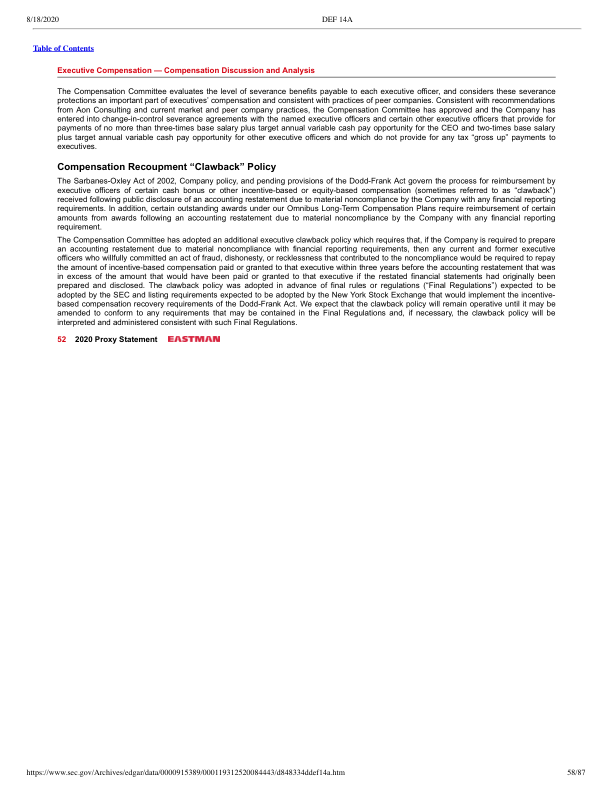 8/18/2020 DEF 14A
Table of Contents
Executive Compensation — Compensation Discussion and Analysis
The Compensation Committee evaluates the level of severance benefits payable to each executive officer, and considers these severance
protections an important part of executives' compensation and consistent with practices of peer companies. Consistent with recommendations
from Aon Consulting and current market and peer company practices, the Compensation Committee has approved and the Company has
entered into change-in-control severance agreements with the named executive officers and certain other executive officers that provide for
payments of no more than three-times base salary plus target annual variable cash pay opportunity for the CEO and two-times base salary
plus target annual variable cash pay opportunity for other executive officers and which do not provide for any tax “gross up” payments to
executives.
Compensation Recoupment “Clawback” Policy
The Sarbanes-Oxley Act of 2002, Company policy, and pending provisions of the Dodd-Frank Act govern the process for reimbursement by
executive officers of certain cash bonus or other incentive-based or equity-based compensation (sometimes referred to as “clawback”)
received following public disclosure of an accounting restatement due to material noncompliance by the Company with any financial reporting
requirements. In addition, certain outstanding awards under our Omnibus Long-Term Compensation Plans require reimbursement of certain
amounts from awards following an accounting restatement due to material noncompliance by the Company with any financial reporting
requirement.
The Compensation Committee has adopted an additional executive clawback policy which requires that, if the Company is required to prepare
an accounting restatement due to material noncompliance with financial reporting requirements, then any current and former executive
officers who willfully committed an act of fraud, dishonesty, or recklessness that contributed to the noncompliance would be required to repay
the amount of incentive-based compensation paid or granted to that executive within three years before the accounting restatement that was
in excess of the amount that would have been paid or granted to that executive if the restated financial statements had originally been
prepared and disclosed. The clawback policy was adopted in advance of final rules or regulations (“Final Regulations”) expected to be
adopted by the SEC and listing requirements expected to be adopted by the New York Stock Exchange that would implement the incentive-
based compensation recovery requirements of the Dodd-Frank Act. We expect that the clawback policy will remain operative until it may be
amended to conform to any requirements that may be contained in the Final Regulations and, if necessary, the clawback policy will be
interpreted and administered consistent with such Final Regulations.
52 2020 Proxy Statement EASTMAN
https://www.sec.gov/Archives/edgar/data/0000915389/000119312520084443/d848334ddef14a.htm 58/87